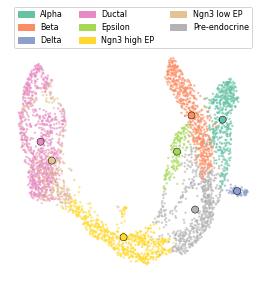 Alpha
Beta
Delta
Ductal
Epsilon
Ngn3 high EP
Ngn3 low EP
Pre-endocrine